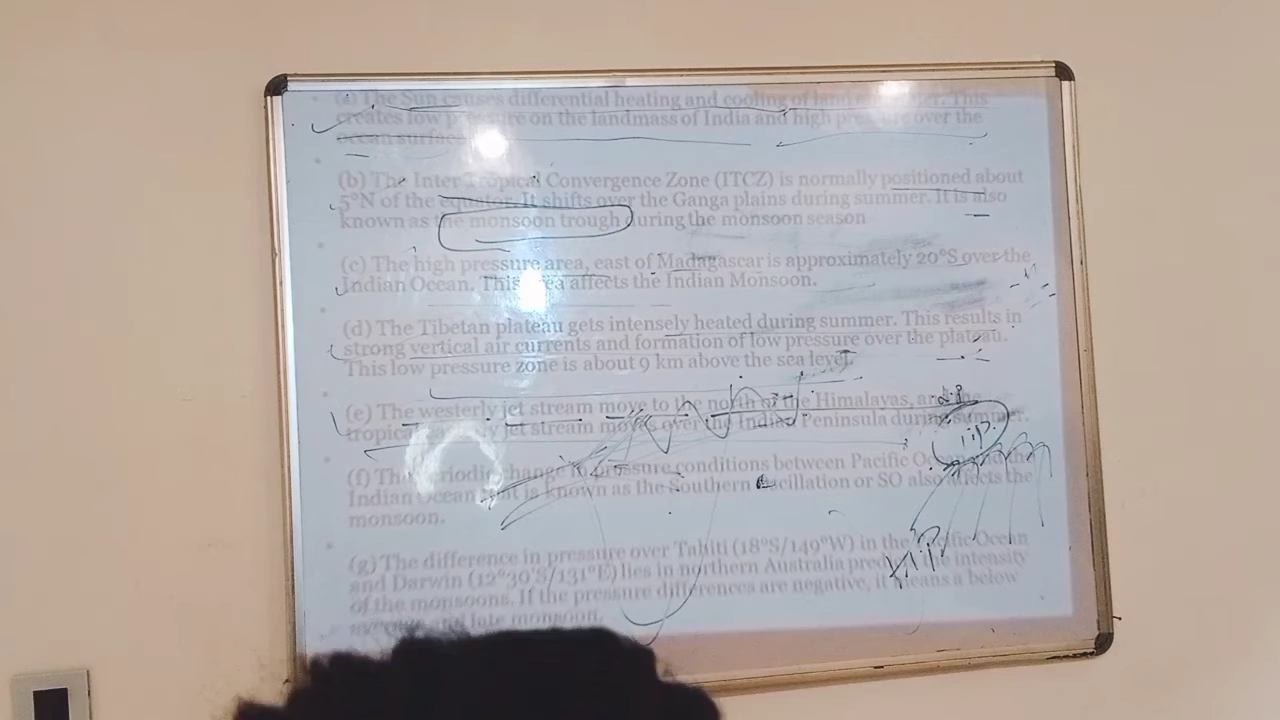 (a) The Sun causes differential heating and cooling of land This
creates low pressure on the landmass of India and high pressure over the
ocean surface
(b) The Inter Tropical Convergence Zone (ITCZ) is normally positioned about
5°N of the equator. It shifts over the Ganga plains during summer. It is also
known as the monsoon trough during the monsoon season
(c) The high pressure area, east of Madagascar is approximately 20°S over the
Indian Ocean. This area affects the Indian Monsoon.
(d) The Tibetan plateau gets intensely heated during summer. This results in
strong vertical air currents and formation of low pressure over the plateau.
This low pressure zone is about 9 km above the sea level.
(e) The westerly jet stream move to the north of the Himalayas, and the
tropical jet stream moves over the Indian Peninsula during summer.
(f) The periodic change in pressure conditions between Pacific Ocean and the
Indian Ocean that is known as the Southern Oscillation or SO also affects the
monsoon.
(g) The difference in pressure over Tahiti (18°S/149°W) in the Pacific Ocean
and Darwin (12°30'S/131°E) lies in northern Australia the intensity
of the monsoons. If the pressure differences are negative, it means a below
average and late monsoon.